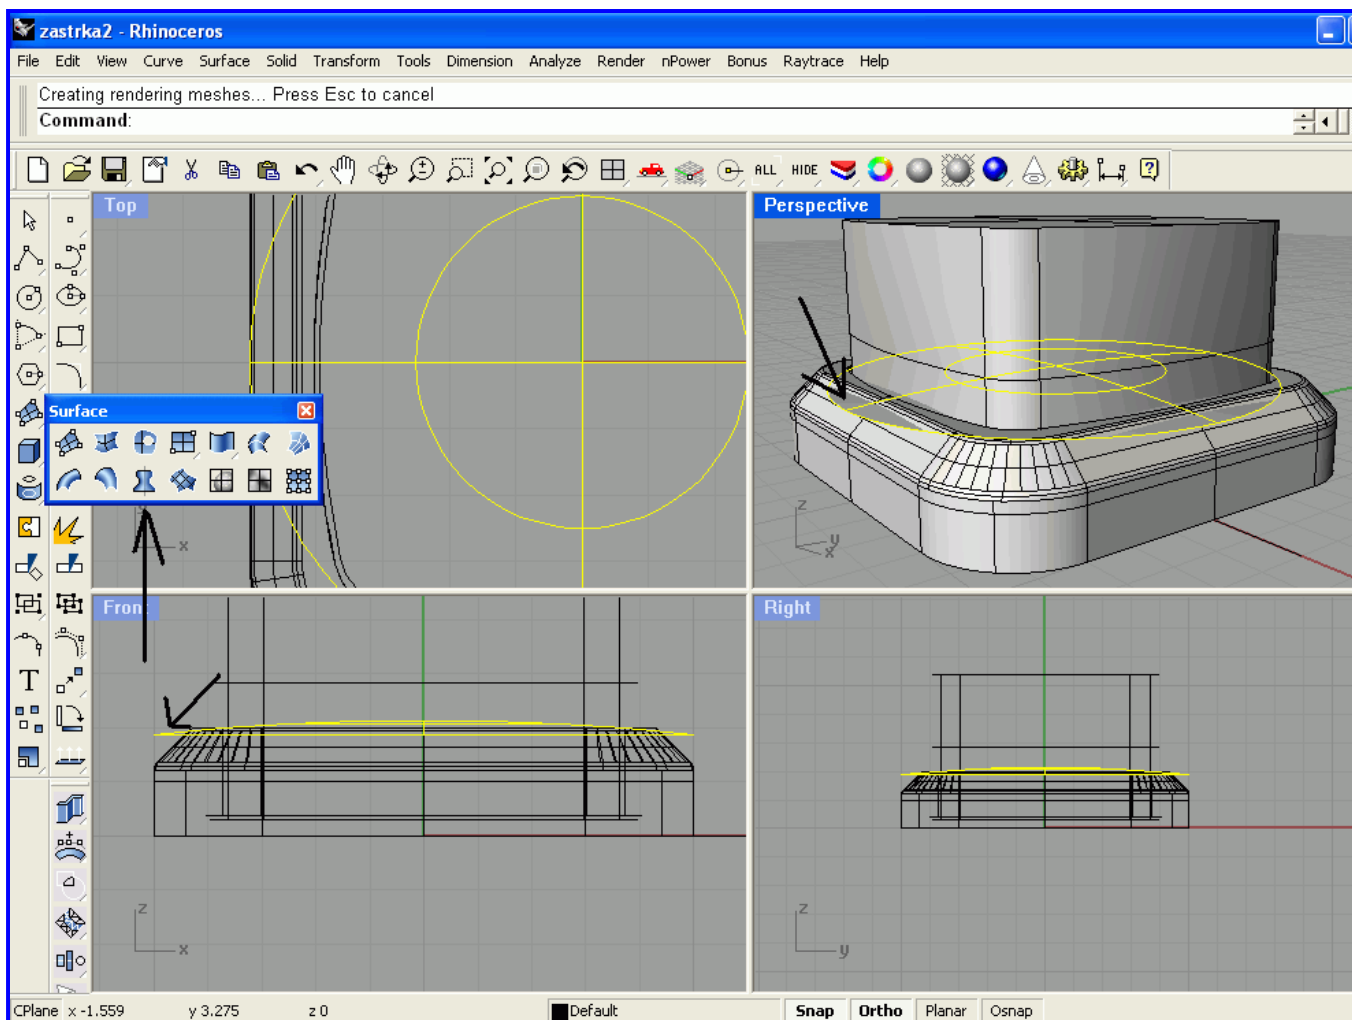 zastrka2 - Rhinoceros
File Edit View Curve Surface Solid Transform Tools Dimension Analyze Render nPower Bonus Raytrace Help
Creating rendering meshes... Press Esc to cancel
Command:
ALL HIDE
Top
Perspective
Surface
x
z
y
x
T
Front
Right
z
x
z
y
CPlane x -1.559 y 3.275 z 0 Default Snap Ortho Planar Osnap